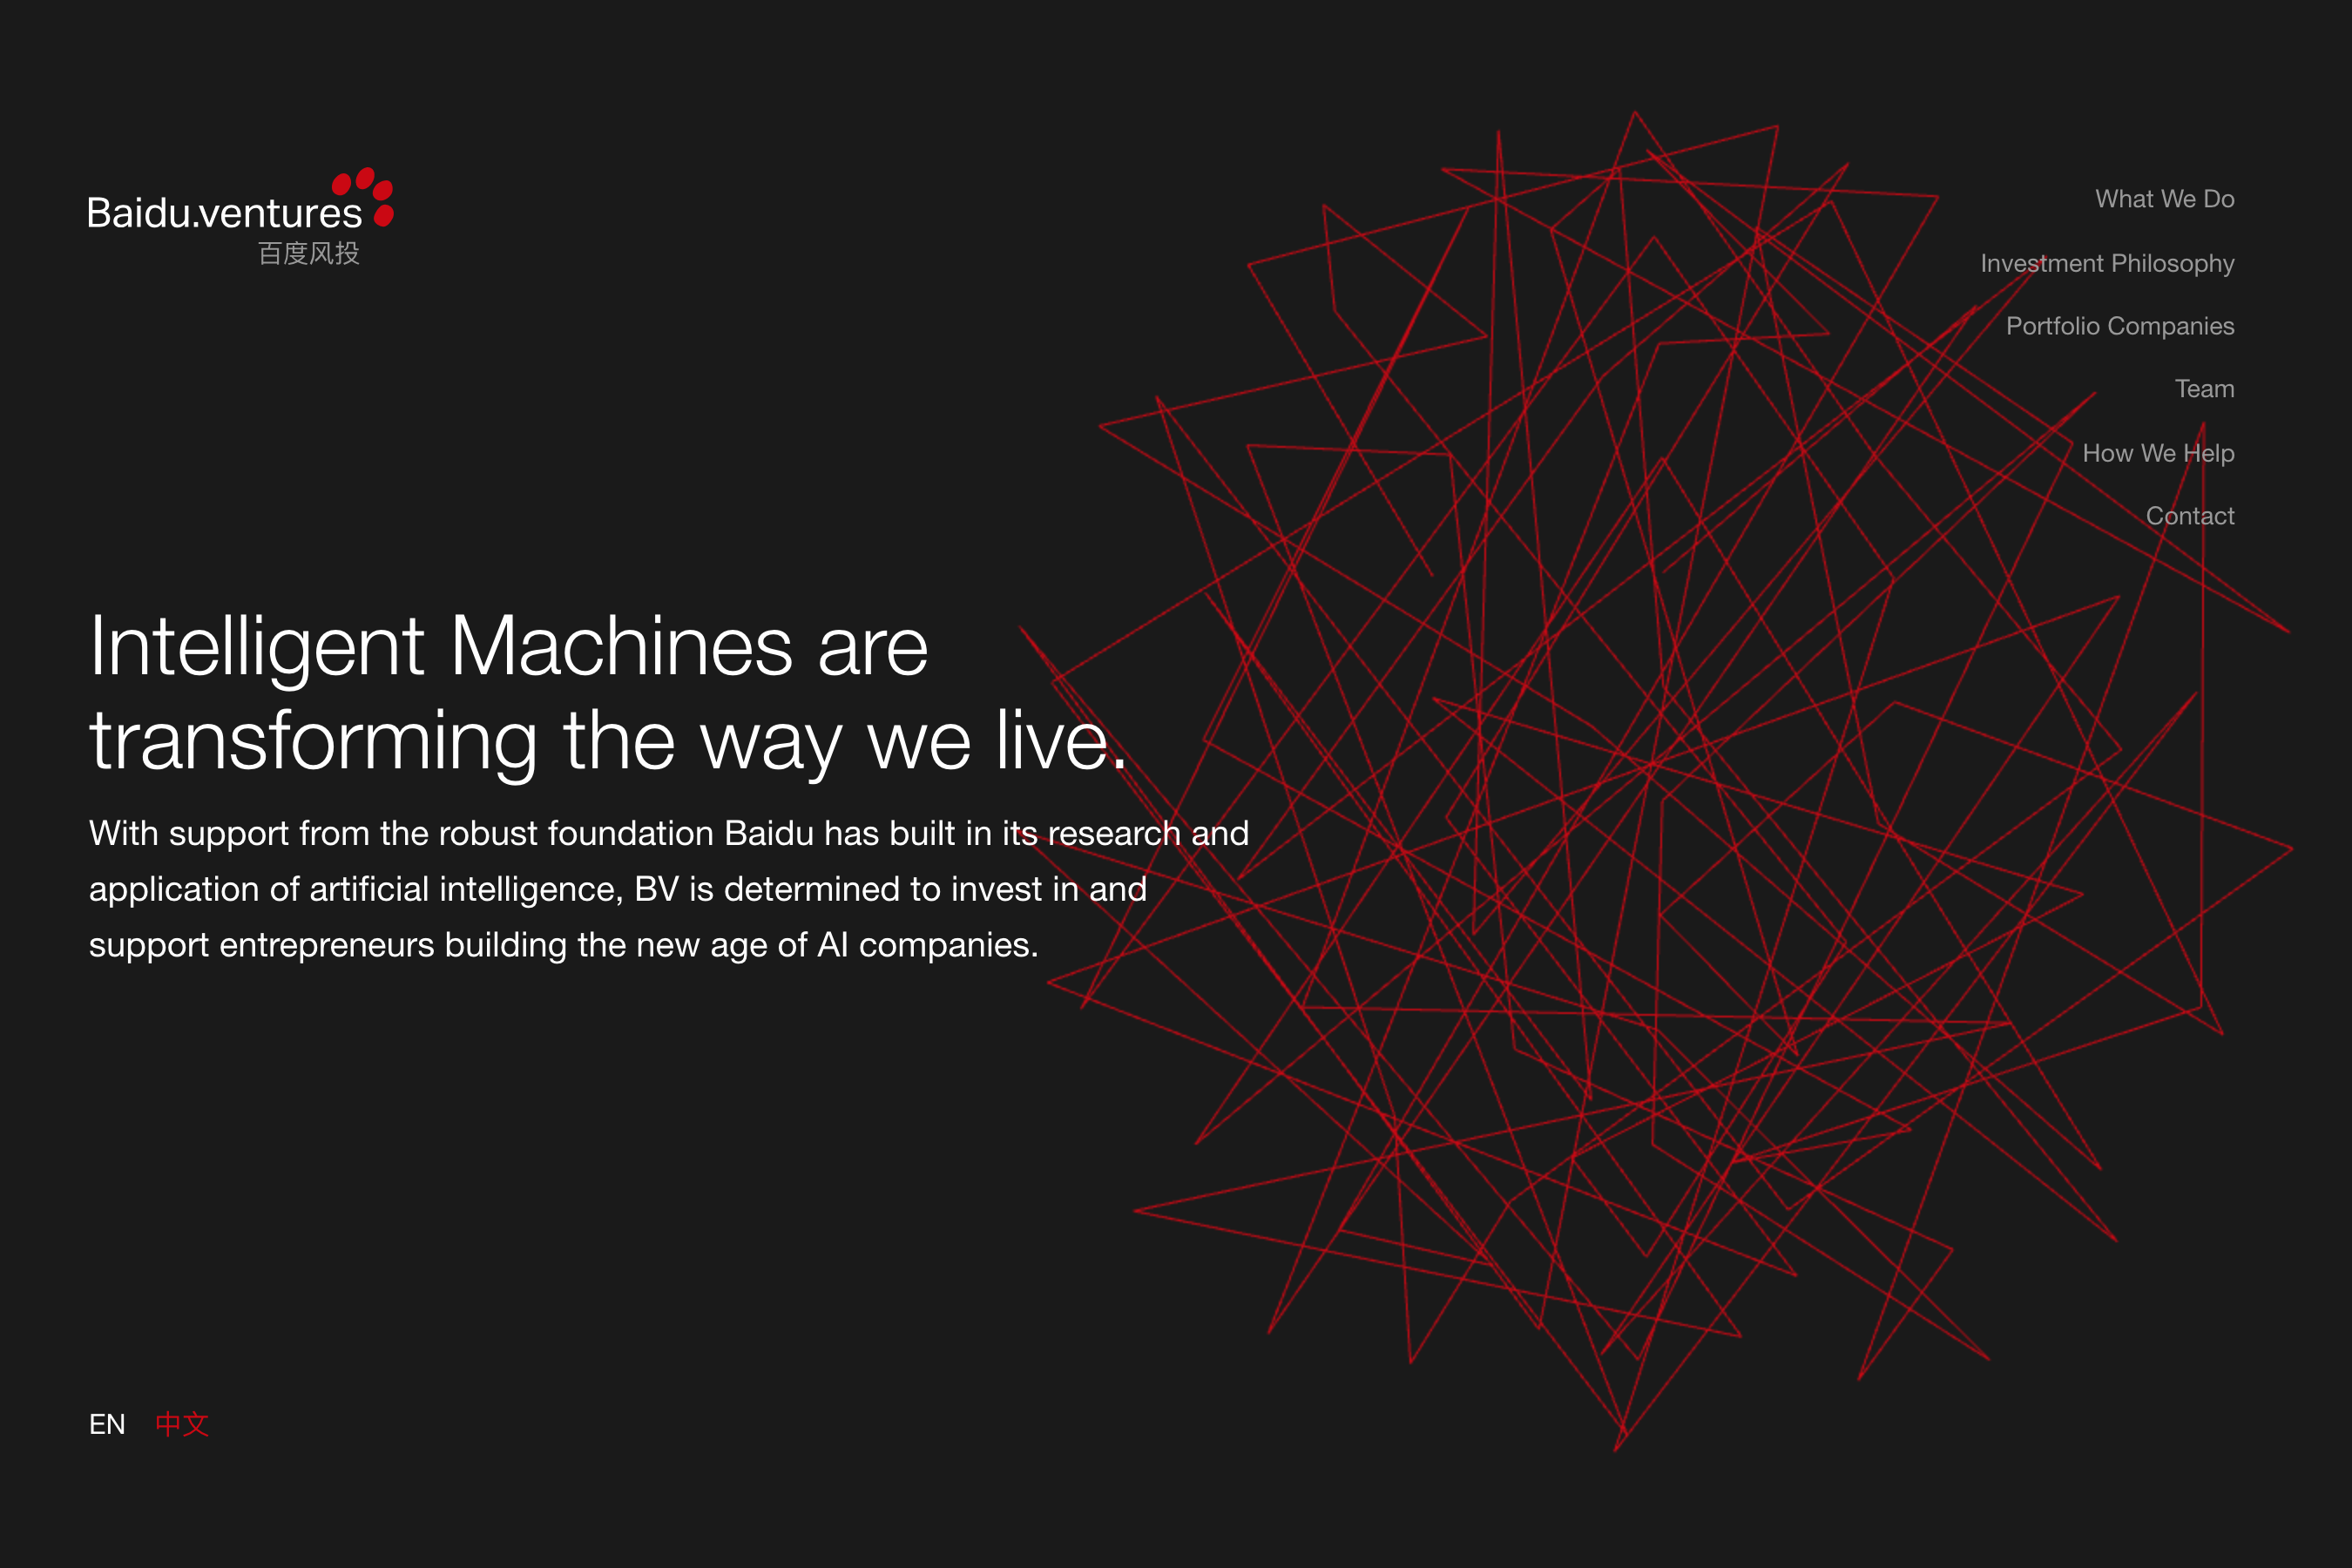 Baidu.ventures
百度风投
What We Do
Investment Philosophy
Portfolio Companies
Team
How We Help
Contact
Intelligent Machines are
transforming the way we live.
With support from the robust foundation Baidu has built in its research and
application of artificial intelligence, BV is determined to invest in and
support entrepreneurs building the new age of AI companies.
EN 中文